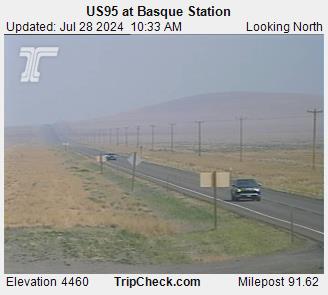 US95 at Basque Station
Updated: Jul 28 2024 10:33 AM Looking North
Elevation 4460 TripCheck.com Milepost 91.62